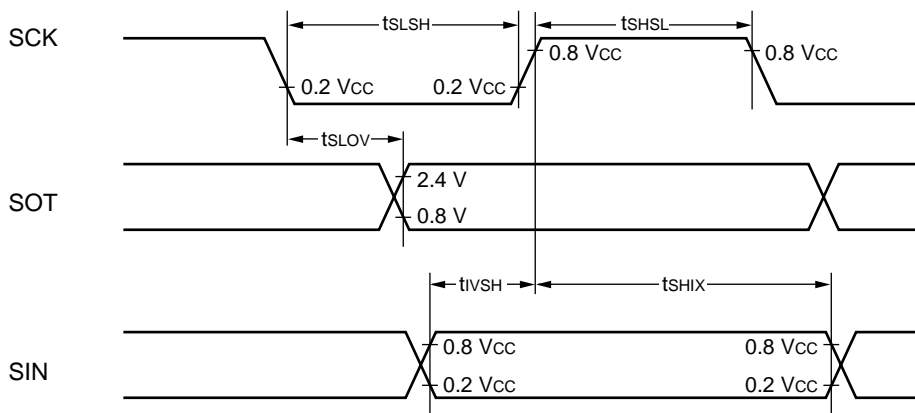 tSLSH tSHSL
SCK
0.8 VCC 0.8 VCC
0.2 VCC 0.2 VCC
tSLOV
2.4 V
SOT
0.8 V
tIVSH tSHIX
0.8 VCC 0.8 VCC
SIN
0.2 VCC 0.2 VCC